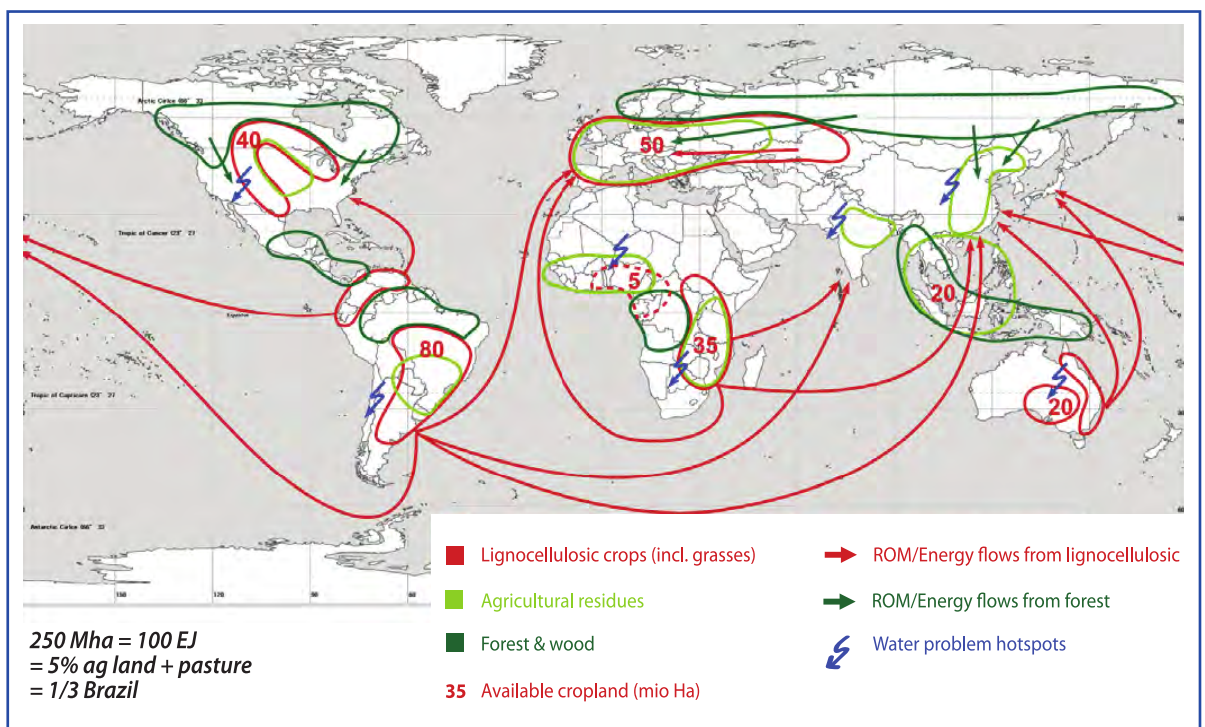 Arctic Cirlce (66° 33
40
50
Tropic of Cancer (23° 27
5
20
Equator
35
80
Tropic of Capricorn (23° 27
20
Antarctic Cirlce (66° 33
150
120
90
60
Lignocellulosic crops (incl. grasses)
ROM/Energy flows from lignocellulosic
Agricultural residues
ROM/Energy flows from forest
Forest & wood
Water problem hotspots
35 Available cropland (mio Ha)
250 Mha = 100 EJ
= 5% ag land + pasture
= 1/3 Brazil